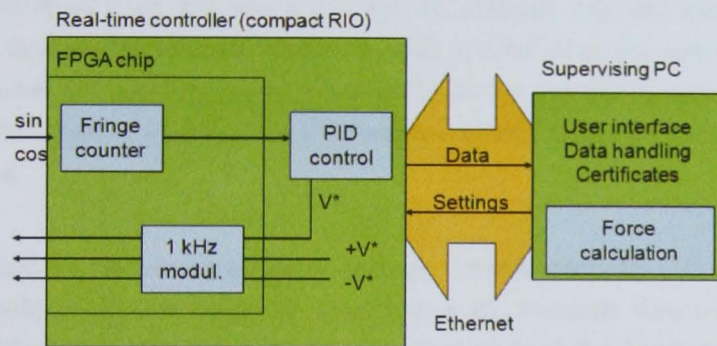 Real-time controller (compact RIO)
FPGA chip
sin
cos
Fringe
counter
PID
control
V*
1 kHz
modul.
+V*
-V*
Data
Settings
Ethernet
Supervising PC
User interface
Data handling
Certificates
Force
calculation